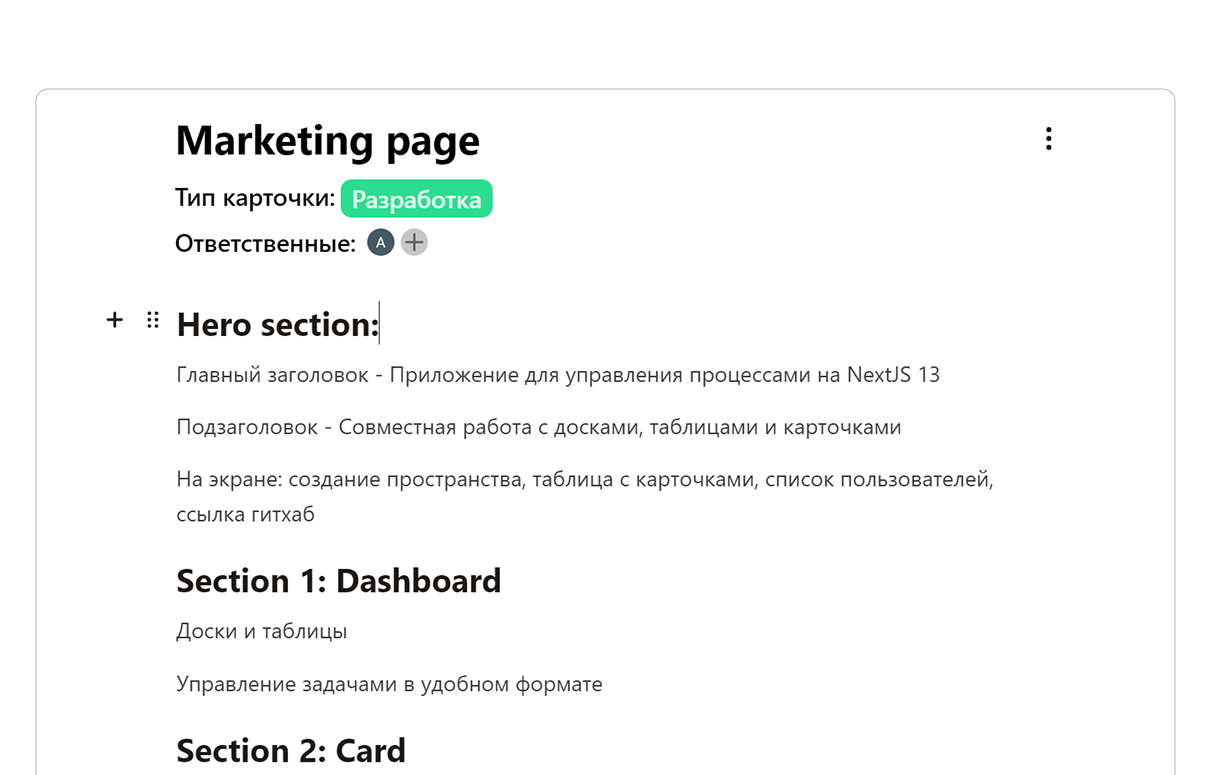 Marketing page
Тип карточки: Разработка
Ответственные: A
Hero section:
Главный заголовок - Приложение для управления процессами на NextJS 13
Подзаголовок - Совместная работа с досками, таблицами и карточками
На экране: создание пространства, таблица с карточками, список пользователей,
ссылка гитхаб
Section 1: Dashboard
Доски и таблицы
Управление задачами в удобном формате
Section 2: Card